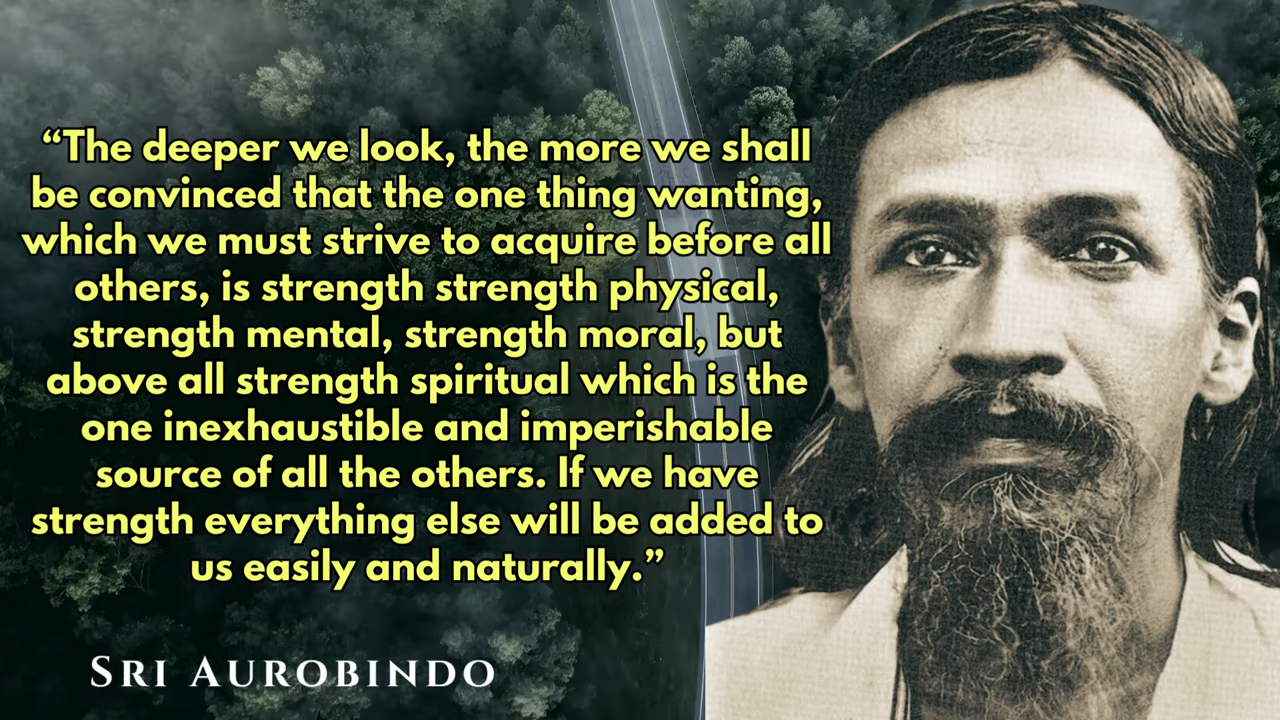 “The deeper we look, the more we shall
be convinced that the one thing wanting,
which we must strive to acquire before all
others, is strength strength physical,
strength mental, strength moral, but
above all strength spiritual which is the
one inexhaustible and imperishable
source of all the others. If we have
strength everything else will be added to
us easily and naturally.”
Sri Aurobindo